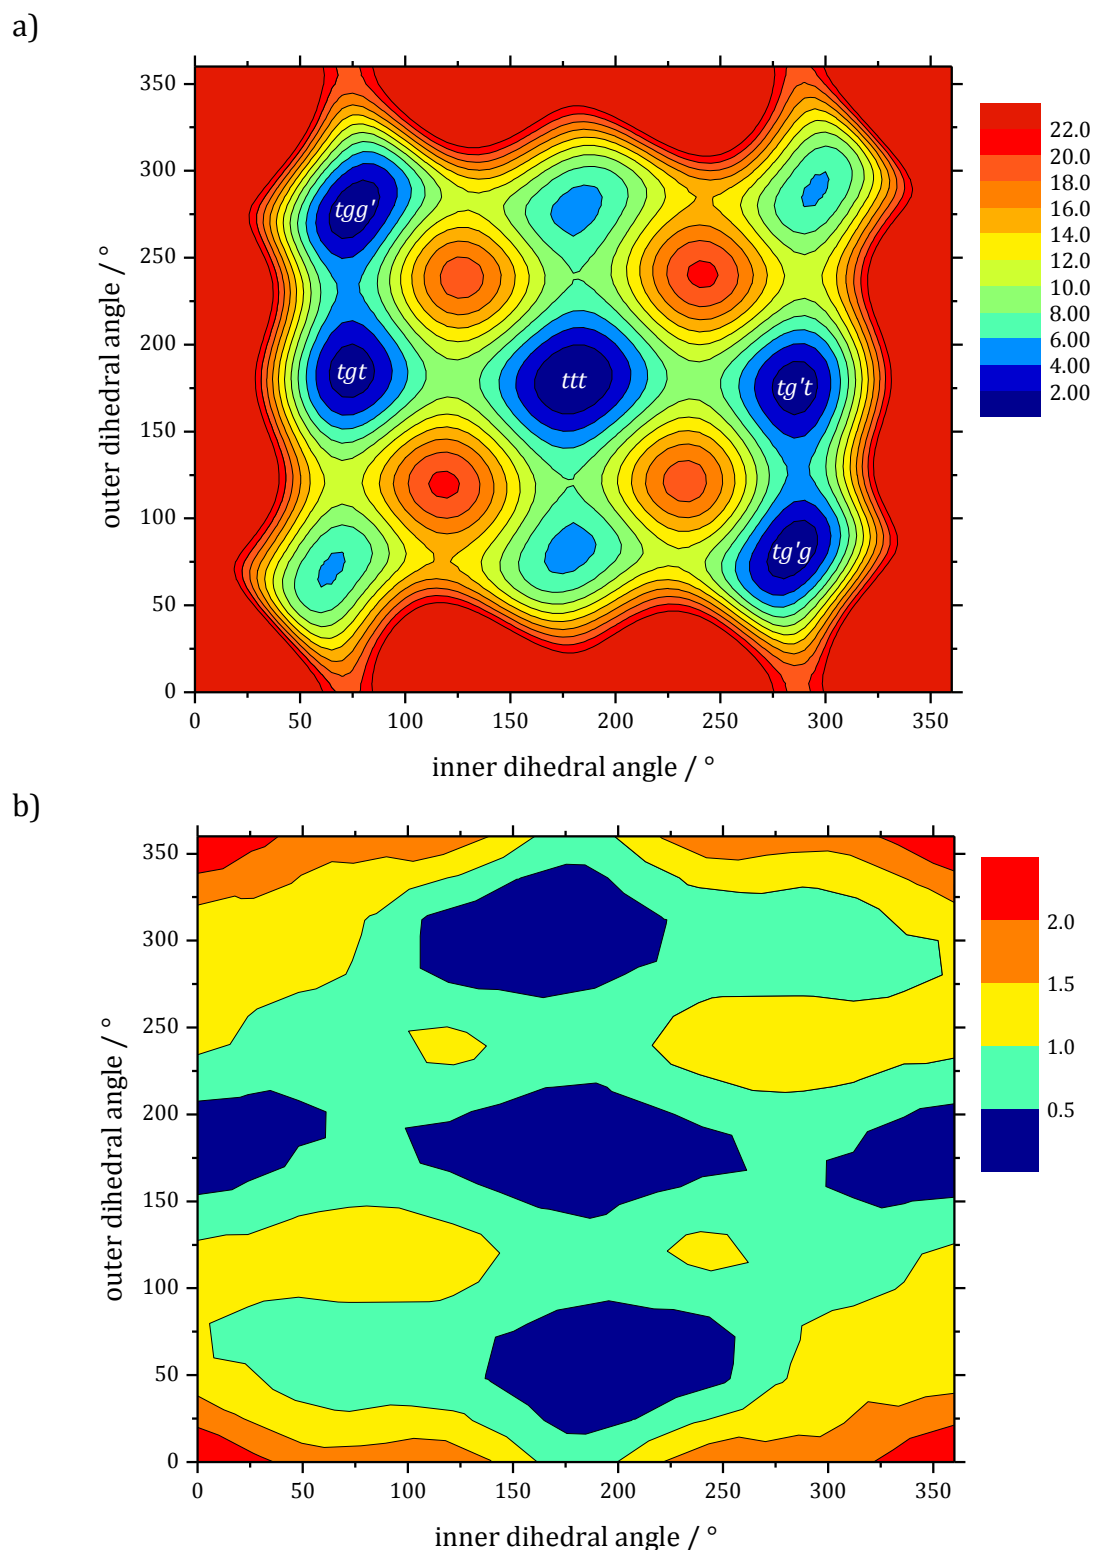 a)
350
300
250
200
150
100
50
0
outer dihedral angle / °
tgg'
tgt
ttt
tg't
tg'g
22.0
20.0
18.0
16.0
14.0
12.0
10.0
8.00
6.00
4.00
2.00
0 50 100 150 200 250 300 350
inner dihedral angle / °
b)
350
300
250
200
150
100
50
0
outer dihedral angle / °
2.0
1.5
1.0
0.5
0 50 100 150 200 250 300 350
inner dihedral angle / °